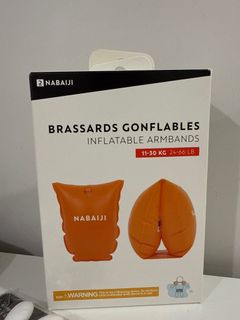 NABAIJI
BRASSARDS GONFLABLES
INFLATABLE ARMBANDS
11-30 KG 24-66 LB
NABAIJI
WARNING